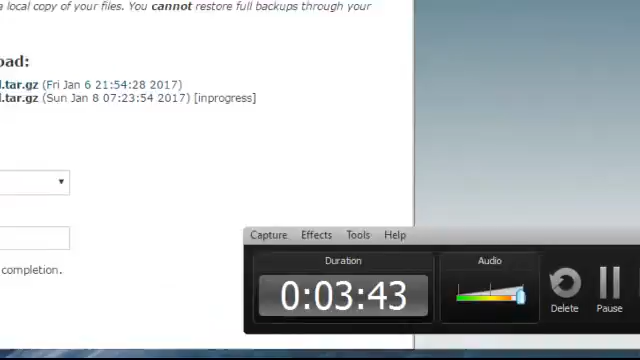 a local copy of your files. You cannot restore full backups through your
oad:
.tar.gz (Fri Jan 6 21:54:28 2017)
.tar.gz (Sun Jan 8 07:23:54 2017) [inprogress]
completion.
Capture Effects Tools Help
Duration Audio
0:03:43
Delete Pause